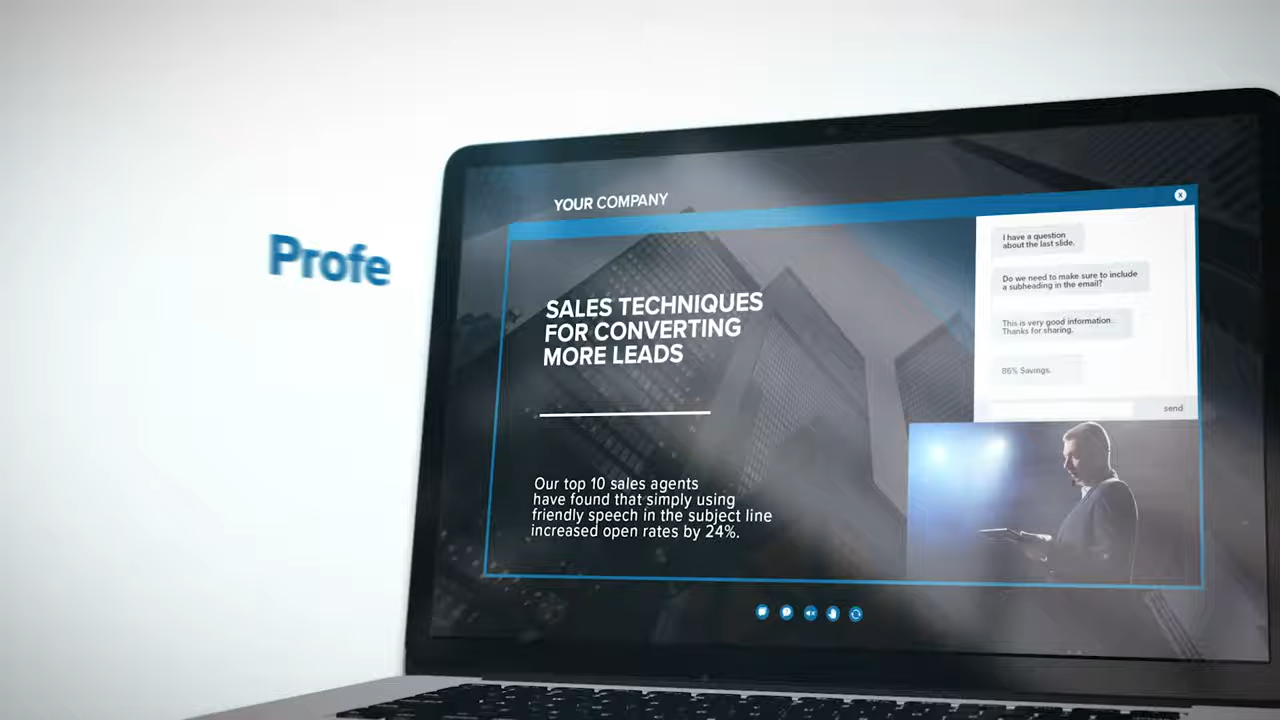 Profe
YOUR COMPANY
x
SALES TECHNIQUES
FOR CONVERTING
MORE LEADS
Our top 10 sales agents
have found that simply using
friendly speech in the subject line
increased open rates by 24%.
I have a question
about the last slide.
Do we need to make sure to include
a subheading in the email?
This is very good information.
Thanks for sharing.
86% Savings.
send